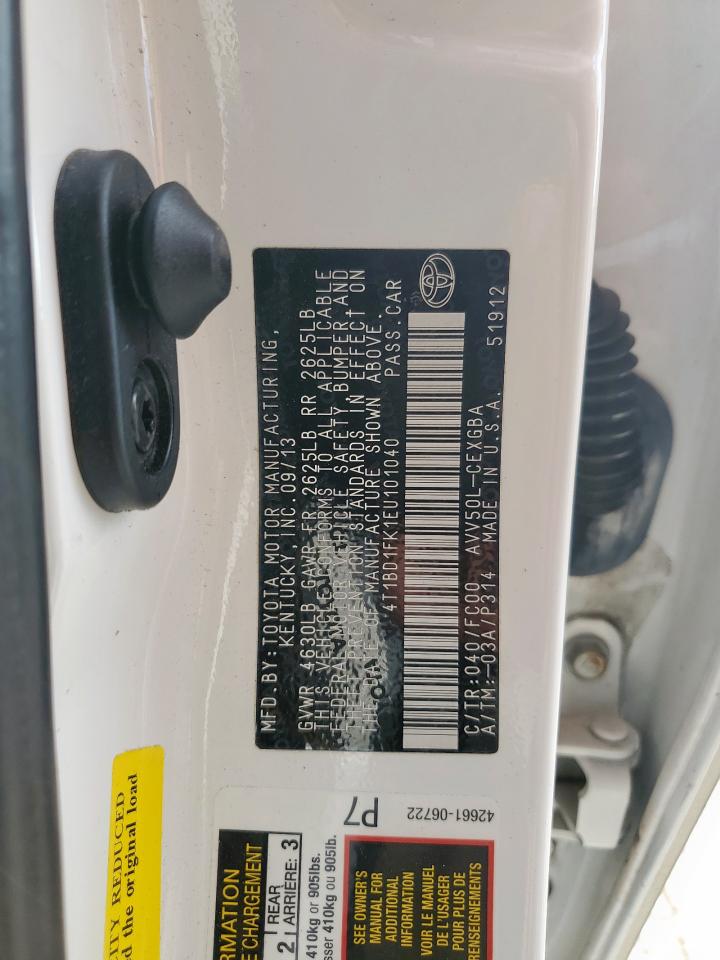 MFD.BY:TOYOTA MOTOR MANUFACTURING,
KENTUCKY, INC. 09/13
GVWR 4630LB GAWR FR 2625LB RR 2625LB
THIS VEHICLE CONFORMS TO ALL APPLICABLE
FEDERAL MOTOR VEHICLE SAFETY, BUMPER, AND
THEFT PREVENTION STANDARDS IN EFFECT ON
THE DATE OF MANUFACTURE SHOWN ABOVE.
4T1BD1FK1EU101040 PASS.CAR
C/TR:040/FC00 AVV50L-CEXGBA
A/TM:-03A/P314 MADE IN U.S.A. 51912
ITY REDUCED
d the original load
P7
42661-06722
RMATION
E CHARGEMENT
2 REAR
ARRIÈRE: 3
410kg or 905lbs.
sser 410kg ou 905lb.
SEE OWNER'S
MANUAL FOR
ADDITIONAL
INFORMATION
VOIR LE MANUEL
DE L'USAGER
POUR PLUS DE
RENSEIGNEMENTS